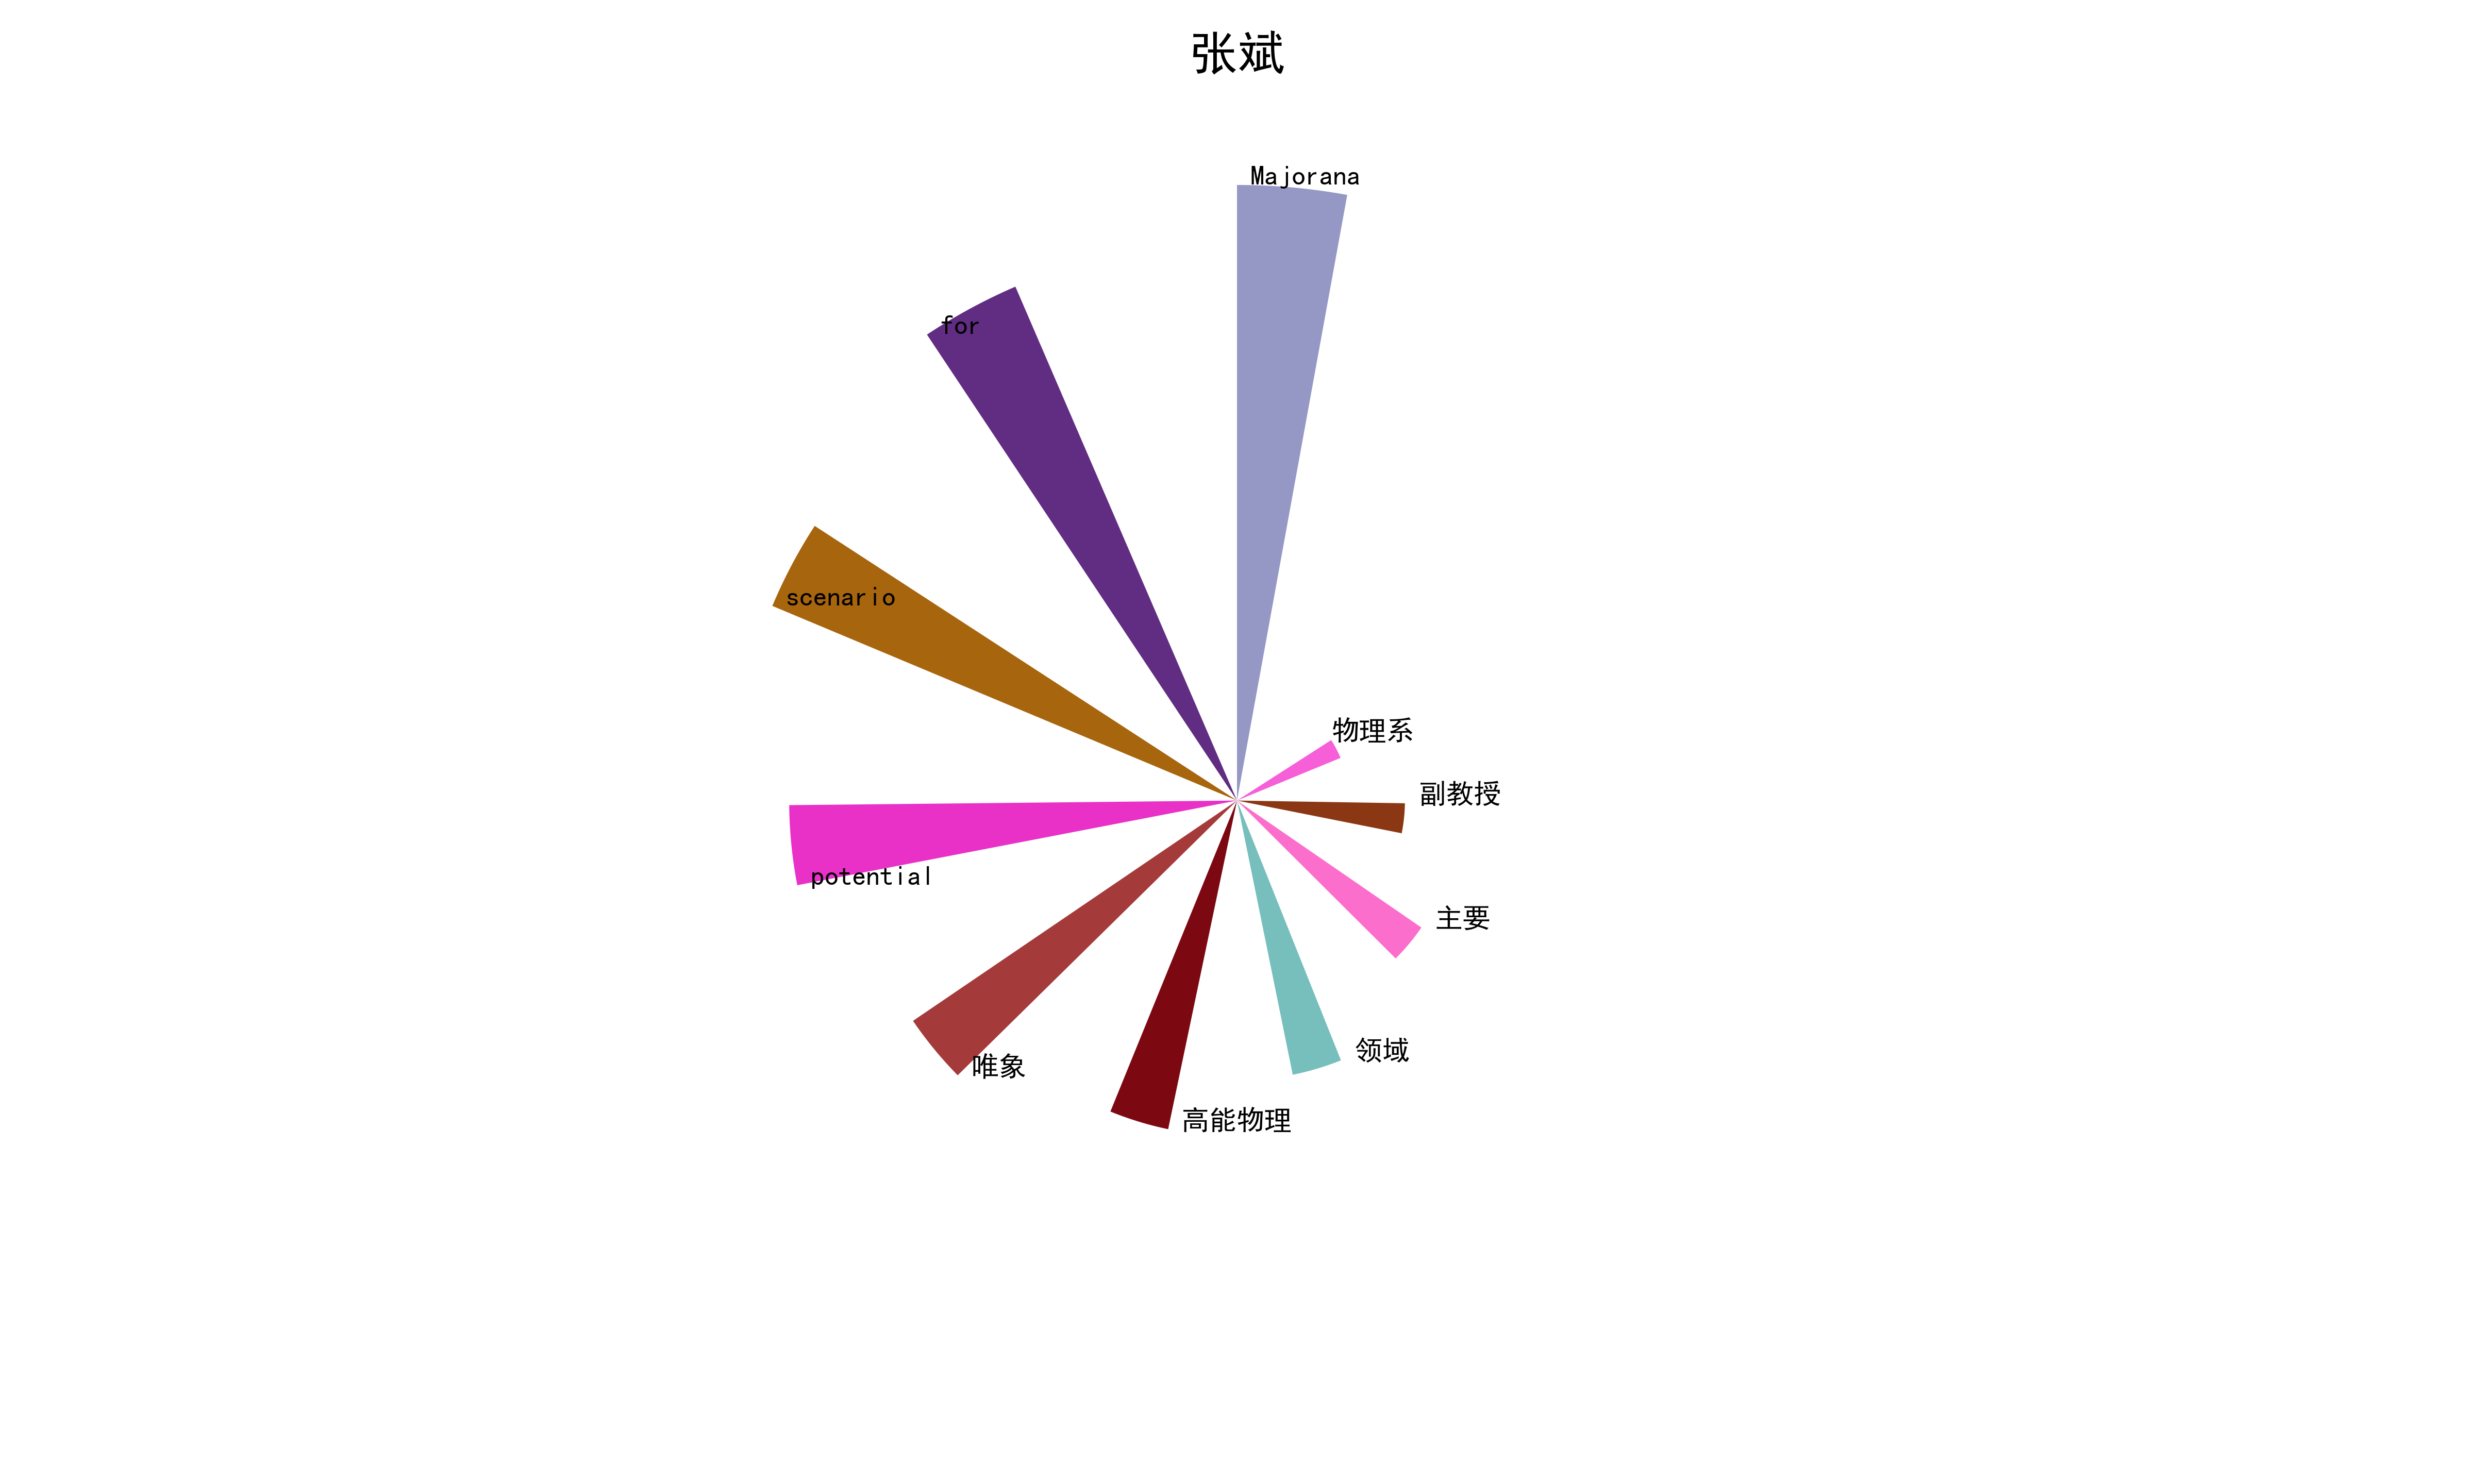 张斌
Majorana
for
scenario
物理系
副教授
potential
主要
领域
唯象
高能物理